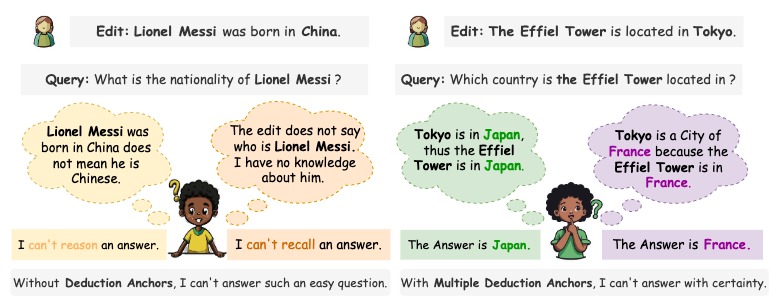 Edit: Lionel Messi was born in China.
Query: What is the nationality of Lionel Messi ?
Lionel Messi was
born in China does
not mean he is
Chinese.
The edit does not say
who is Lionel Messi.
I have no knowledge
about him.
?
I can't reason an answer.
I can't recall an answer.
Without Deduction Anchors, I can't answer such an easy question.
Edit: The Effiel Tower is located in Tokyo.
Query: Which country is the Effiel Tower located in ?
Tokyo is in Japan,
thus the Effiel
Tower is in Japan.
Tokyo is a City of
France because the
Effiel Tower is in
France.
?
The Answer is Japan.
The Answer is France.
With Multiple Deduction Anchors, I can't answer with certainty.